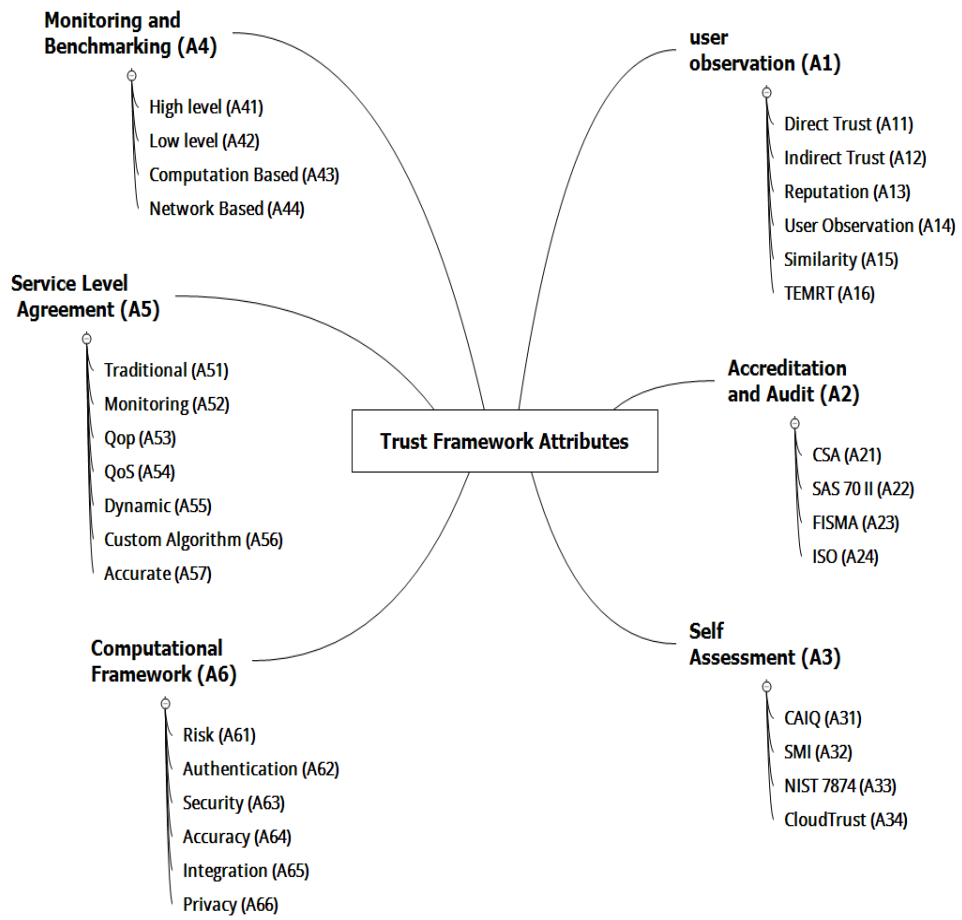 Monitoring and
Benchmarking (A4)
High level (A41)
Low level (A42)
Computation Based (A43)
Network Based (A44)
Service Level
Agreement (A5)
Traditional (A51)
Monitoring (A52)
Qop (A53)
QoS (A54)
Dynamic (A55)
Custom Algorithm (A56)
Accurate (A57)
Computational
Framework (A6)
Risk (A61)
Authentication (A62)
Security (A63)
Accuracy (A64)
Integration (A65)
Privacy (A66)
Trust Framework Attributes
user
observation (A1)
Direct Trust (A11)
Indirect Trust (A12)
Reputation (A13)
User Observation (A14)
Similarity (A15)
TEMRT (A16)
Accreditation
and Audit (A2)
CSA (A21)
SAS 70 II (A22)
FISMA (A23)
ISO (A24)
Self
Assessment (A3)
CAIQ (A31)
SMI (A32)
NIST 7874 (A33)
CloudTrust (A34)